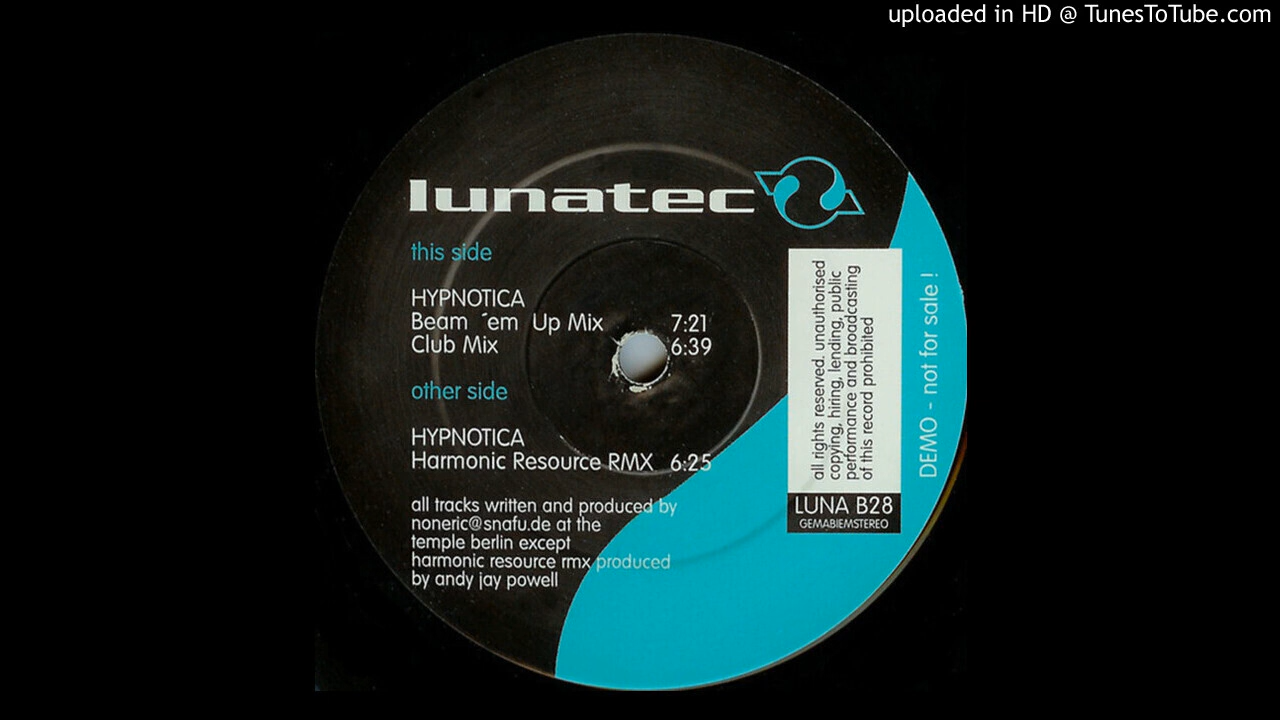 uploaded in HD @ TunesToTube.com
lunatec
this side
HYPNOTICA
Beam ´em Up Mix 7:21
Club Mix 6:39
other side
HYPNOTICA
Harmonic Resource RMX 6:25
all tracks written and produced by
noneric@snafu.de at the
temple berlin except
harmonic resource rmx produced
by andy jay powell
all rights reserved. unauthorised
copying, hiring, lending, public
performance and broadcasting
of this record prohibited
LUNA B28
GEMABIEMSTEREO
DEMO - not for sale !